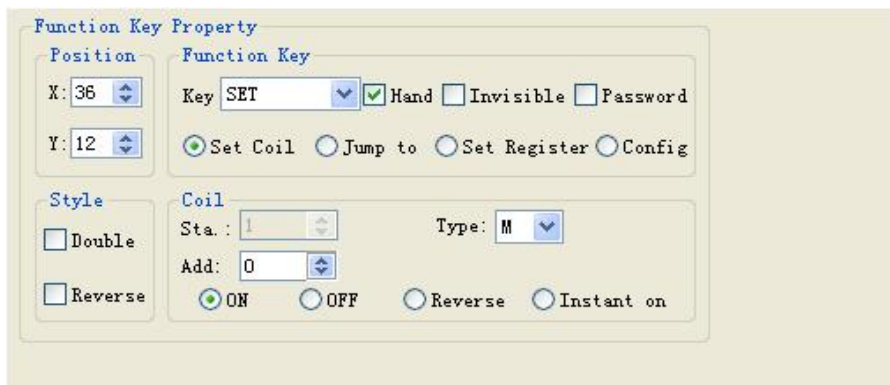 Function Key Property
Position
Function Key
X: 36
Key SET Hand Invisible Password
Y: 12
Set Coil Jump to Set Register Config
Style
Coil
Double
Sta.: 1 Type: M
Add: 0
Reverse
ON OFF Reverse Instant on